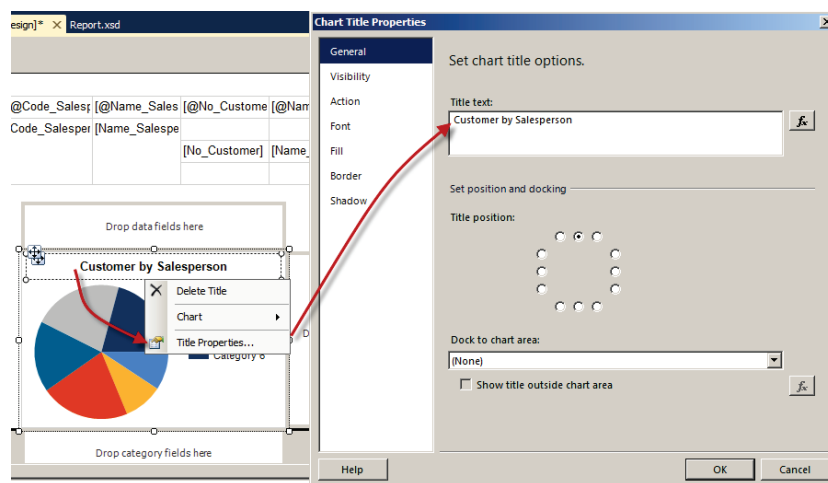 esign]* X Report.xsd
[@Code_Salesp [@Name_Sales [@No_Custome [@Nam
Code_Salesper [Name_Salespe
[No_Customer] [Name_
Drop data fields here
Customer by Salesperson
Delete Title
Chart
Title Properties...
Category 6
D
Drop category fields here
Chart Title Properties
General
Visibility
Action
Font
Fill
Border
Shadow
Set chart title options.
Title text:
Customer by Salesperson
fx
Set position and docking
Title position:
Dock to chart area:
(None)
Show title outside chart area
fx
Help
OK
Cancel